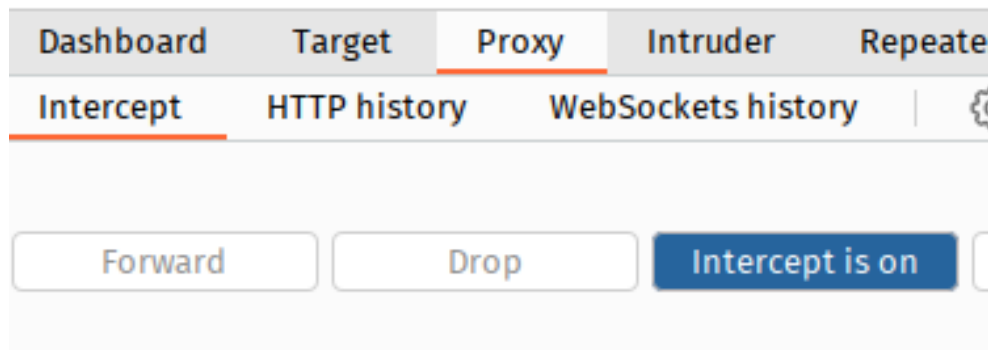 Dashboard Target Proxy Intruder Repeate
Intercept HTTP history WebSockets history
Forward Drop Intercept is on